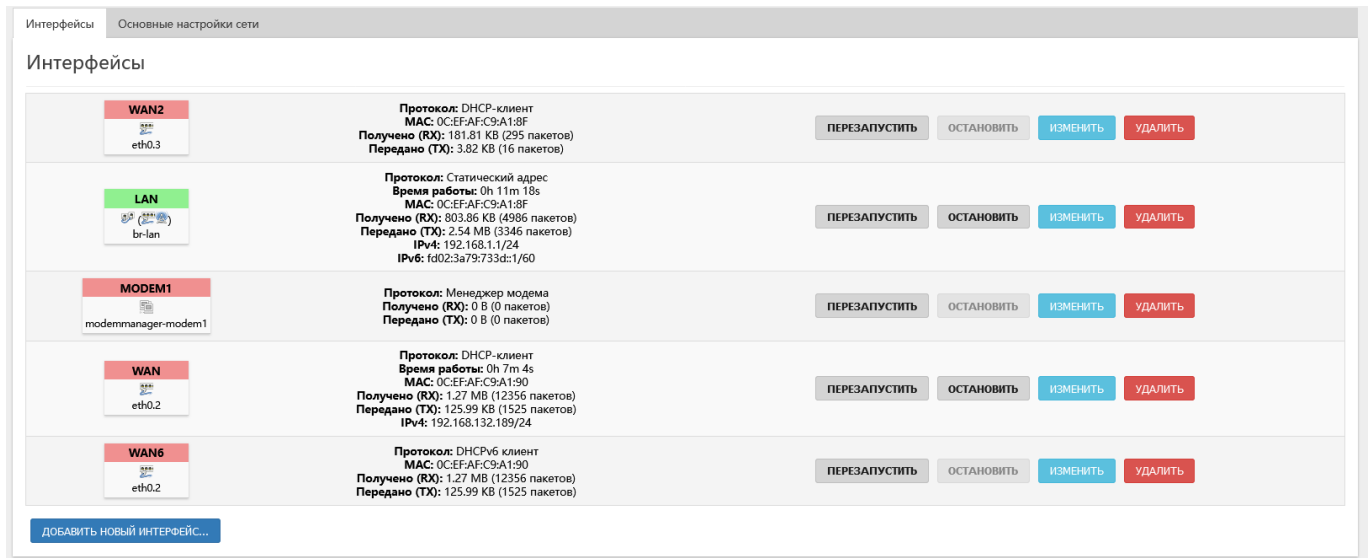 Интерфейсы Основные настройки сети
Интерфейсы
WAN2
eth0.3
Протокол: DHCP-клиент
MAC: 0C:EF:AF:C9:A1:8F
Получено (RX): 181.81 KB (295 пакетов)
Передано (TX): 3.82 KB (16 пакетов)
ПЕРЕЗАПУСТИТЬ ОСТАНОВИТЬ ИЗМЕНИТЬ УДАЛИТЬ
LAN
br-lan
Протокол: Статический адрес
Время работы: 0h 11m 18s
MAC: 0C:EF:AF:C9:A1:8F
Получено (RX): 803.86 KB (4986 пакетов)
Передано (TX): 2.54 MB (3346 пакетов)
IPv4: 192.168.1.1/24
IPv6: fd02:3a79:733d::1/60
ПЕРЕЗАПУСТИТЬ ОСТАНОВИТЬ ИЗМЕНИТЬ УДАЛИТЬ
MODEM1
modemmanager-modem1
Протокол: Менеджер модема
Получено (RX): 0 B (0 пакетов)
Передано (TX): 0 B (0 пакетов)
ПЕРЕЗАПУСТИТЬ ОСТАНОВИТЬ ИЗМЕНИТЬ УДАЛИТЬ
WAN
eth0.2
Протокол: DHCP-клиент
Время работы: 0h 7m 4s
MAC: 0C:EF:AF:C9:A1:90
Получено (RX): 1.27 MB (12356 пакетов)
Передано (TX): 125.99 KB (1525 пакетов)
IPv4: 192.168.132.189/24
ПЕРЕЗАПУСТИТЬ ОСТАНОВИТЬ ИЗМЕНИТЬ УДАЛИТЬ
WAN6
eth0.2
Протокол: DHCPv6 клиент
MAC: 0C:EF:AF:C9:A1:90
Получено (RX): 1.27 MB (12356 пакетов)
Передано (TX): 125.99 KB (1525 пакетов)
ПЕРЕЗАПУСТИТЬ ОСТАНОВИТЬ ИЗМЕНИТЬ УДАЛИТЬ
ДОБАВИТЬ НОВЫЙ ИНТЕРФЕЙС...